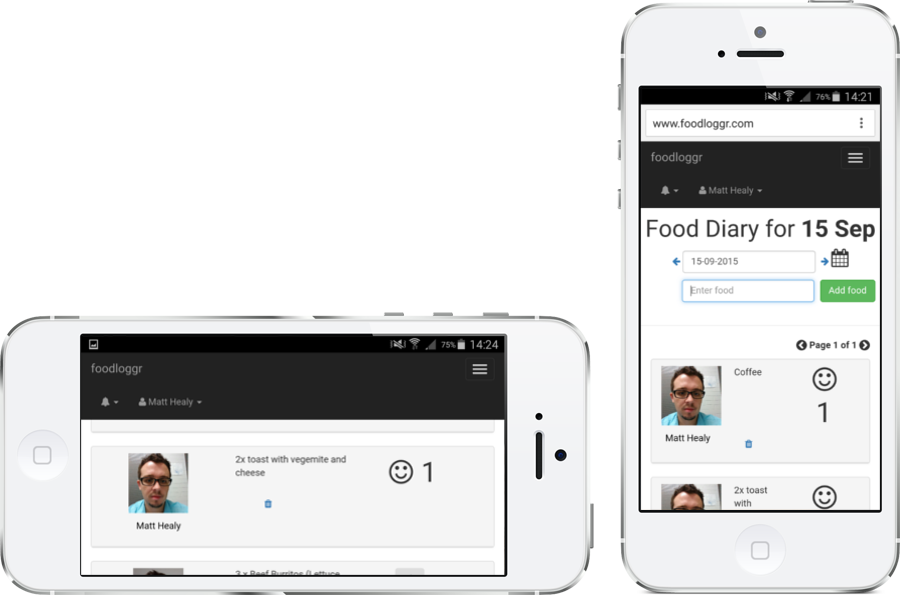 75% 14:24
foodloggr
Matt Healy
2x toast with vegemite and
cheese
1
Matt Healy
3 x Beef Burritos (Lettuce
76% 14:21
www.foodloggr.com
foodloggr
Matt Healy
Food Diary for 15 Sep
15-09-2015
Enter food
Add food
Page 1 of 1
Coffee
1
Matt Healy
2x toast
with